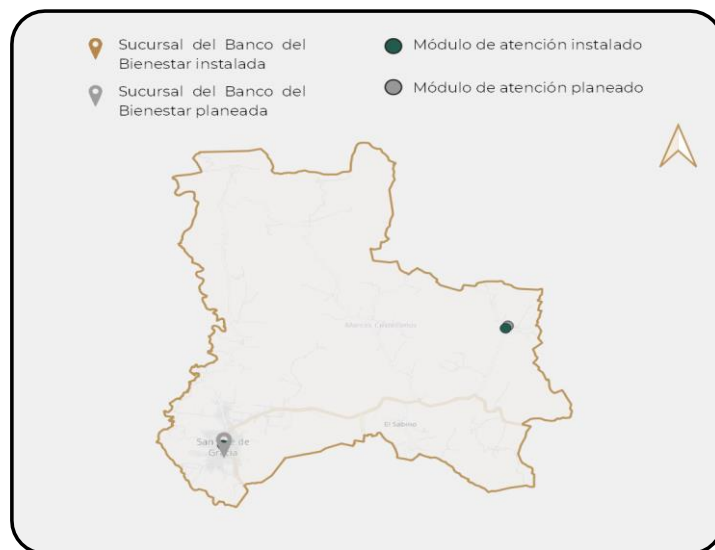 Sucursal del Banco del
Bienestar instalada
Sucursal del Banco del
Bienestar planeada
Módulo de atención instalado
Módulo de atención planeado
El Sabino
Gracia